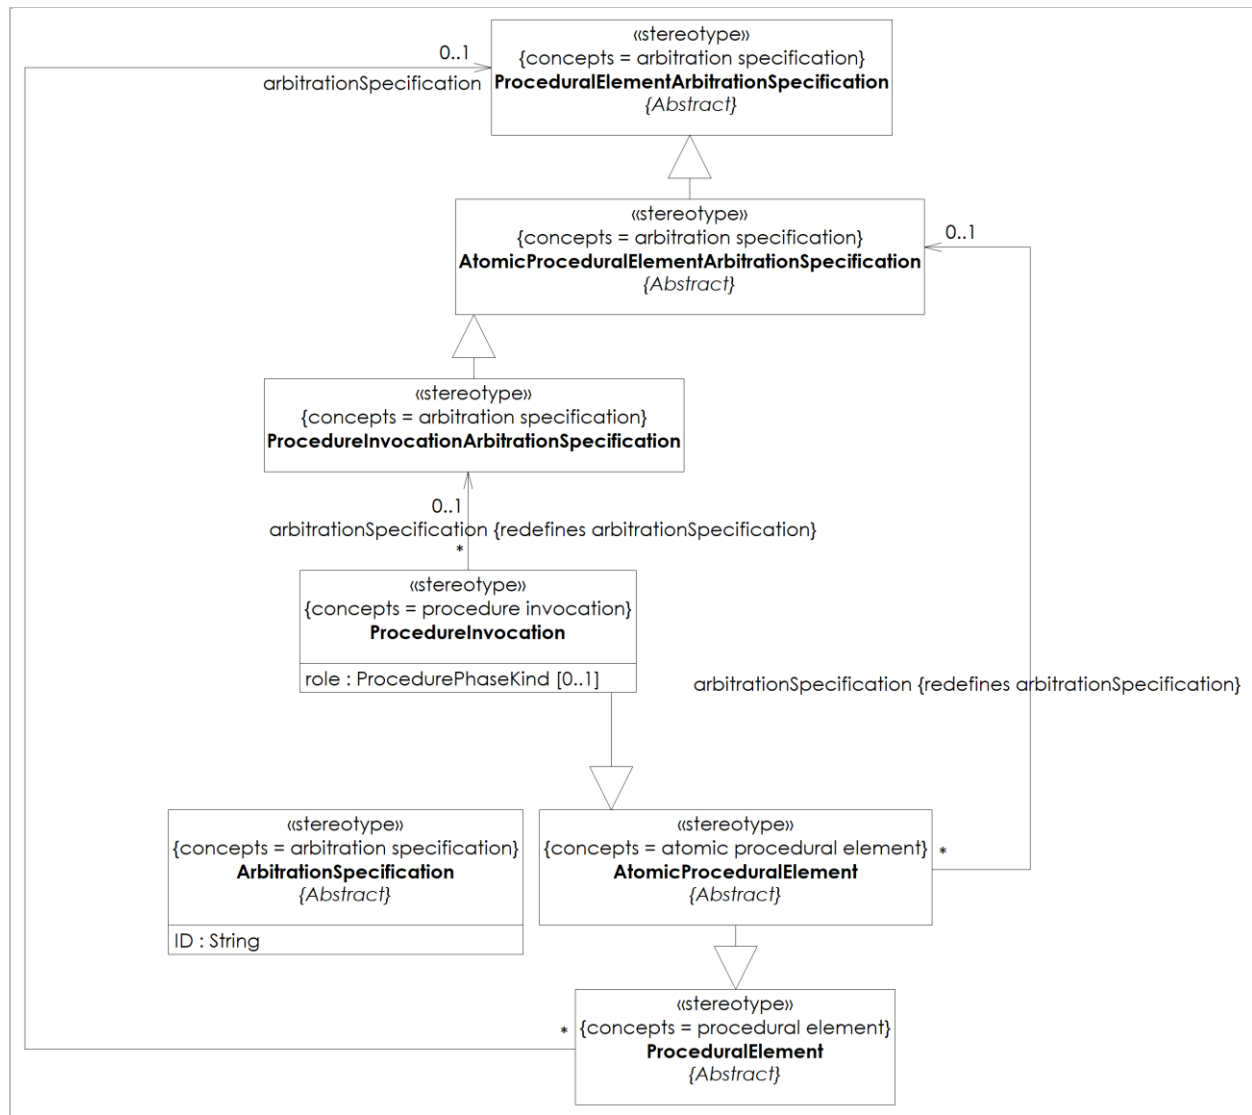 «stereotype»
{concepts = arbitration specification}
ProceduralElementArbitrationSpecification
{Abstract}
0..1
arbitrationSpecification
«stereotype»
{concepts = arbitration specification}
AtomicProceduralElementArbitrationSpecification
{Abstract}
0..1
«stereotype»
{concepts = arbitration specification}
ProcedureInvocationArbitrationSpecification
0..1
arbitrationSpecification {redefines arbitrationSpecification}
*
«stereotype»
{concepts = procedure invocation}
ProcedureInvocation
role : ProcedurePhaseKind [0..1]
arbitrationSpecification {redefines arbitrationSpecification}
«stereotype»
{concepts = arbitration specification}
ArbitrationSpecification
{Abstract}
ID : String
«stereotype»
{concepts = atomic procedural element}
AtomicProceduralElement
{Abstract}
*
«stereotype»
{concepts = procedural element}
ProceduralElement
{Abstract}
*